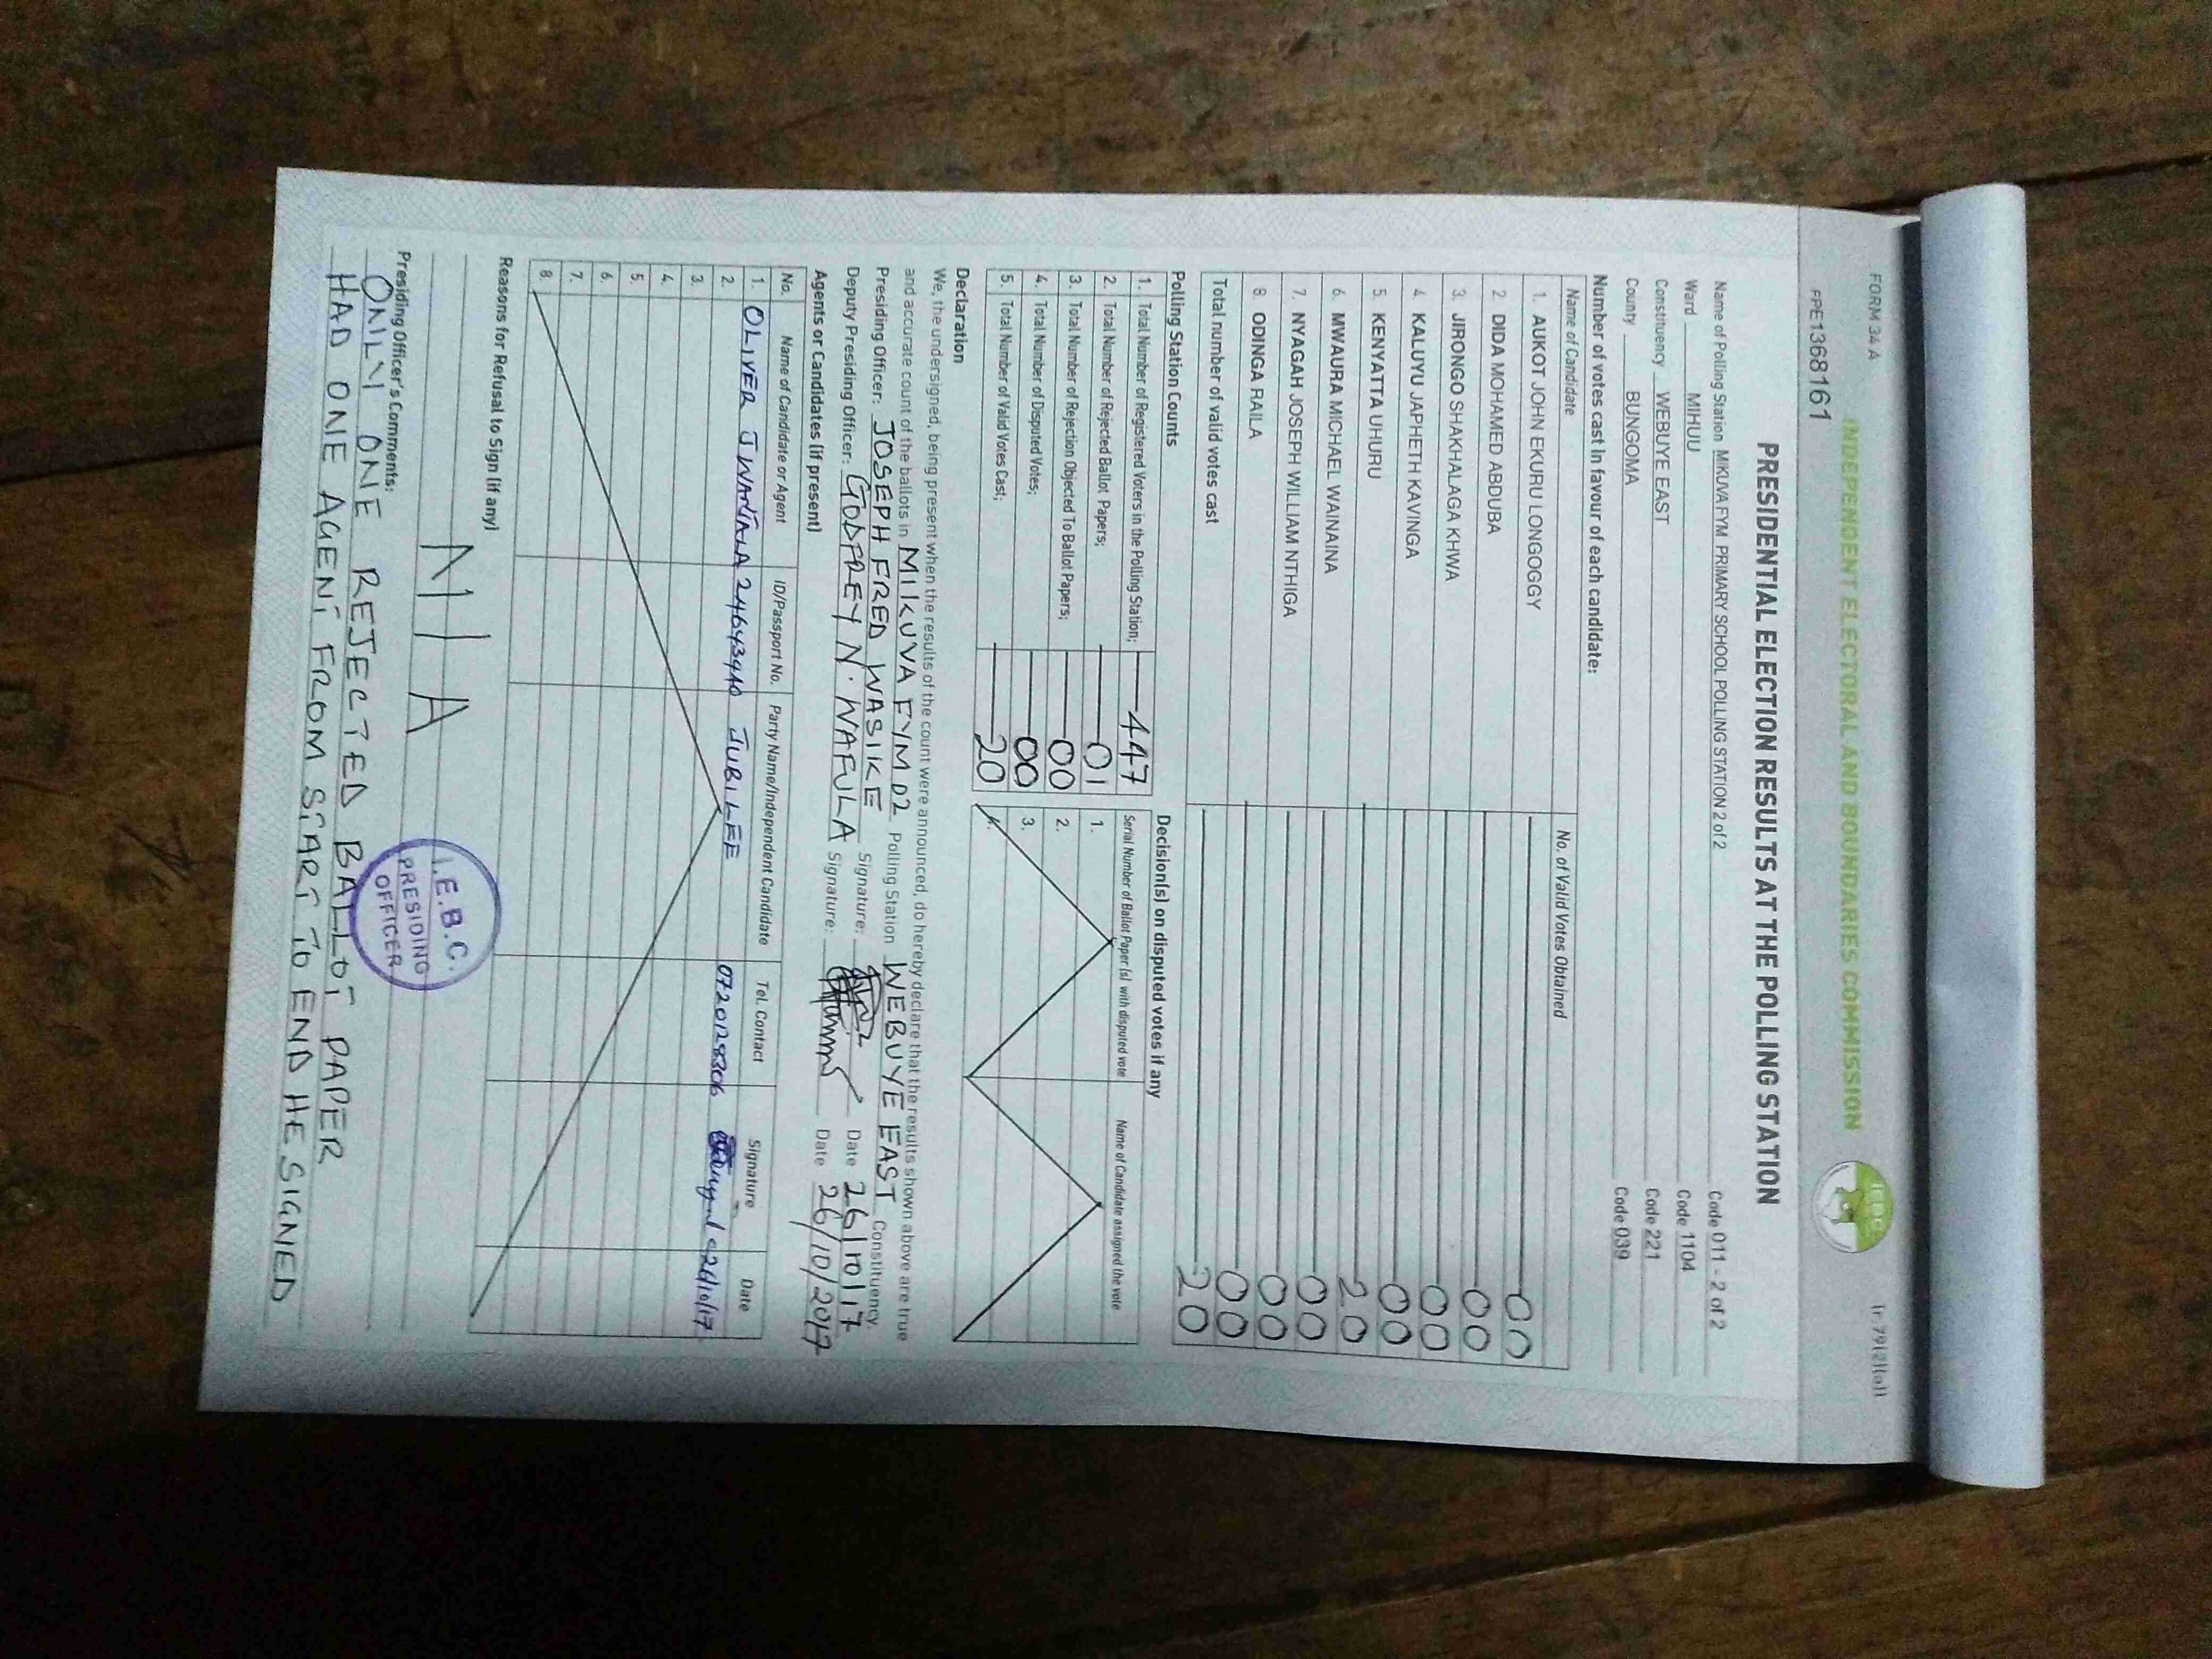 FORM 34 A
(r.79(2)(a))
INDEPENDENT ELECTORAL AND BOUNDARIES COMMISSION
IEBC
FPE1368161
PRESIDENTIAL ELECTION RESULTS AT THE POLLING STATION
Name of Polling Station MIKUVA FYM PRIMARY SCHOOL POLLING STATION 2 of 2 Code 011 - 2 of 2
Ward MIHUU Code 1104
Constituency WEBUYE EAST Code 221
County BUNGOMA Code 039
Number of votes cast in favour of each candidate:
Name of Candidate No. of Valid Votes Obtained
1. AUKOT JOHN EKURU LONGOGGY 00
2. DIDA MOHAMED ABDUBA 00
3. JIRONGO SHAKHALAGA KHWA 00
4. KALUYU JAPHETH KAVINGA 00
5. KENYATTA UHURU 20
6. MWAURA MICHAEL WAINAINA 00
7. NYAGAH JOSEPH WILLIAM NTHIGA 00
8. ODINGA RAILA 00
Total number of valid votes cast 20
Polling Station Counts Decision(s) on disputed votes if any
1. Total Number of Registered Voters in the Polling Station; 447 Serial Number of Ballot Paper (s) with disputed vote Name of Candidate assigned the vote
2. Total Number of Rejected Ballot Papers; 01 1.
3. Total Number of Rejection Objected To Ballot Papers; 00 2.
4. Total Number of Disputed Votes; 00 3.
5. Total Number of Valid Votes Cast; 20 4.
Declaration
We, the undersigned, being present when the results of the count were announced, do hereby declare that the results shown above are true
and accurate count of the ballots in MIKUVA FYM 02 Polling Station WEBUYE EAST Constituency.
Presiding Officer: JOSEPH FRED WASIKE Signature: Date 26/10/17
Deputy Presiding Officer: GODFREY N. WAFULA Signature: Date 26/10/2017
Agents or Candidates (if present)
No. Name of Candidate or Agent ID/Passport No. Party Name/Independent Candidate Tel. Contact Signature Date
1. OLIVER JWANALA 24643940 JUBILEE 0720128306 26/10/17
2.
3.
4.
5.
6.
7.
8.
Reasons for Refusal to Sign (if any)
N/A
Presiding Officer's Comments:
ONLY ONE REJECTED BALLOT PAPER
HAD ONE AGENT FROM START TO END HE SIGNED
I.E.B.C.
PRESIDING
OFFICER